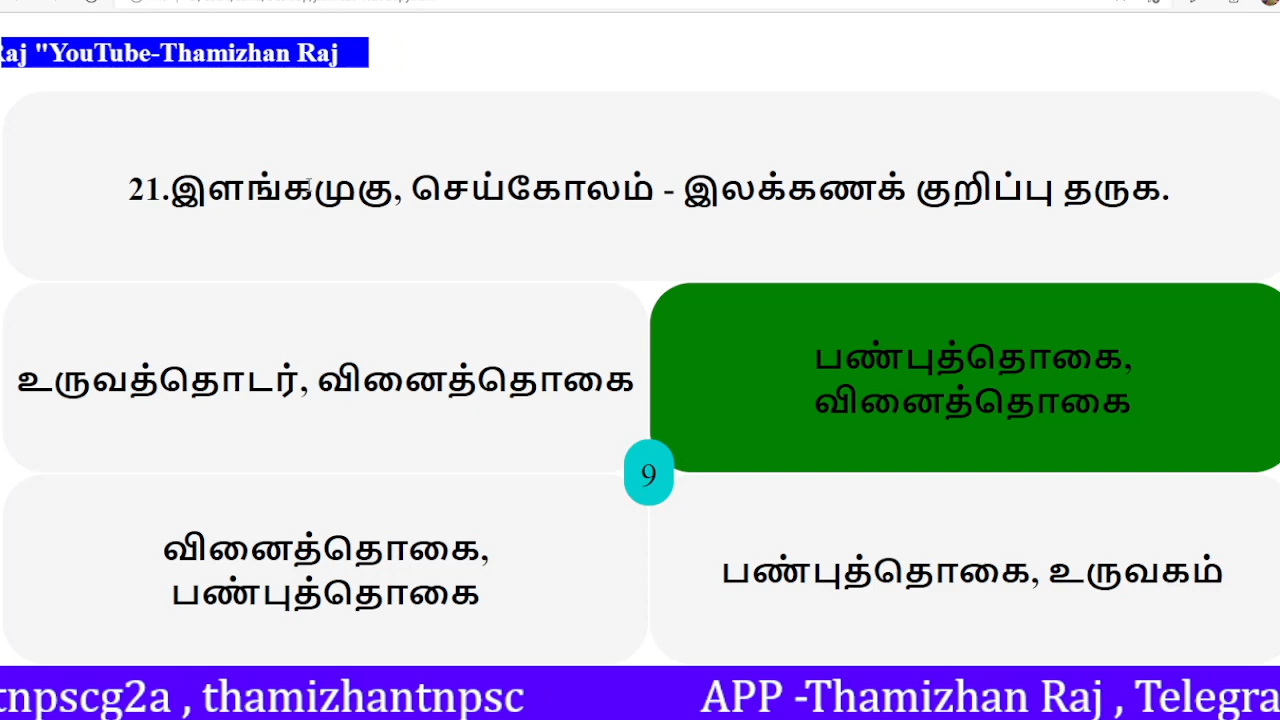 Raj "YouTube-Thamizhan Raj
21.இளங்கமுகு, செய்கோலம் - இலக்கணக் குறிப்பு தருக.
உருவத்தொடர், வினைத்தொகை
பண்புத்தொகை,
வினைத்தொகை
9
வினைத்தொகை,
பண்புத்தொகை
பண்புத்தொகை, உருவகம்
tnpscg2a , thamizhantnpsc APP -Thamizhan Raj , Telegra